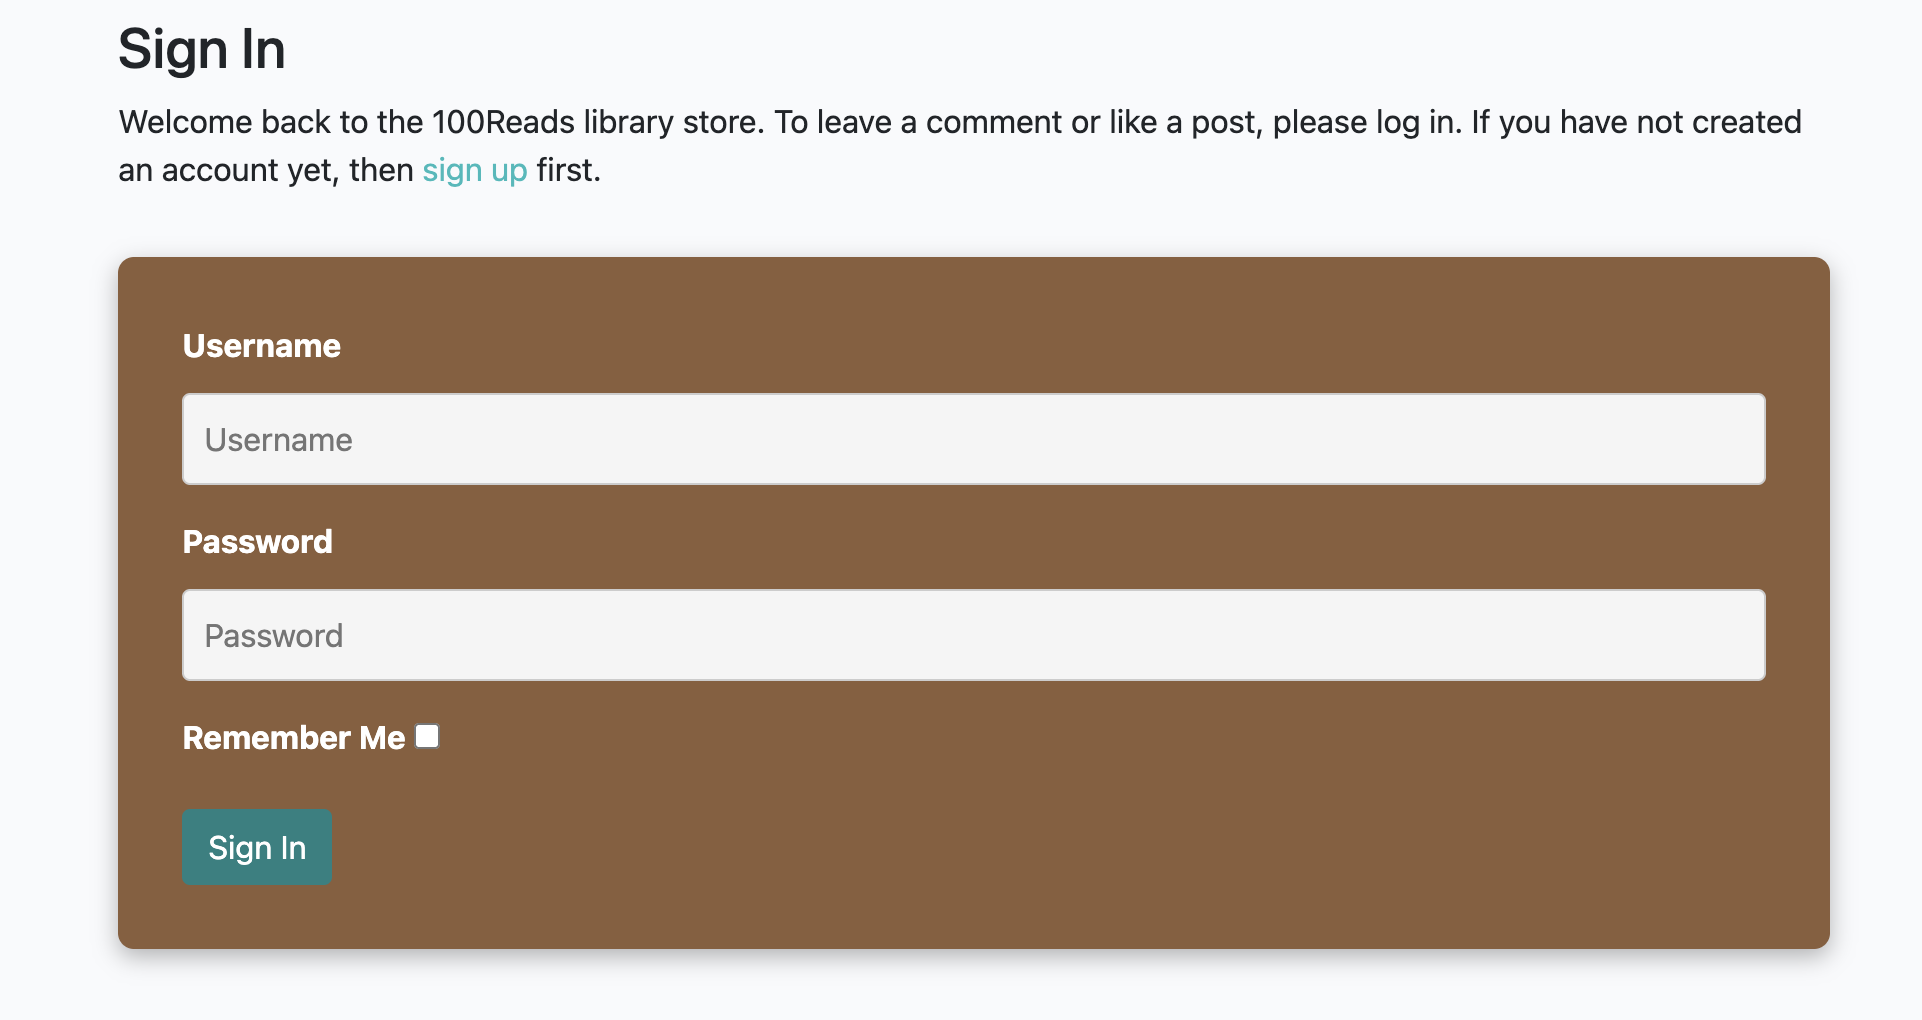 Sign In
Welcome back to the 100Reads library store. To leave a comment or like a post, please log in. If you have not created
an account yet, then sign up first.
Username
Username
Password
Password
Remember Me
Sign In